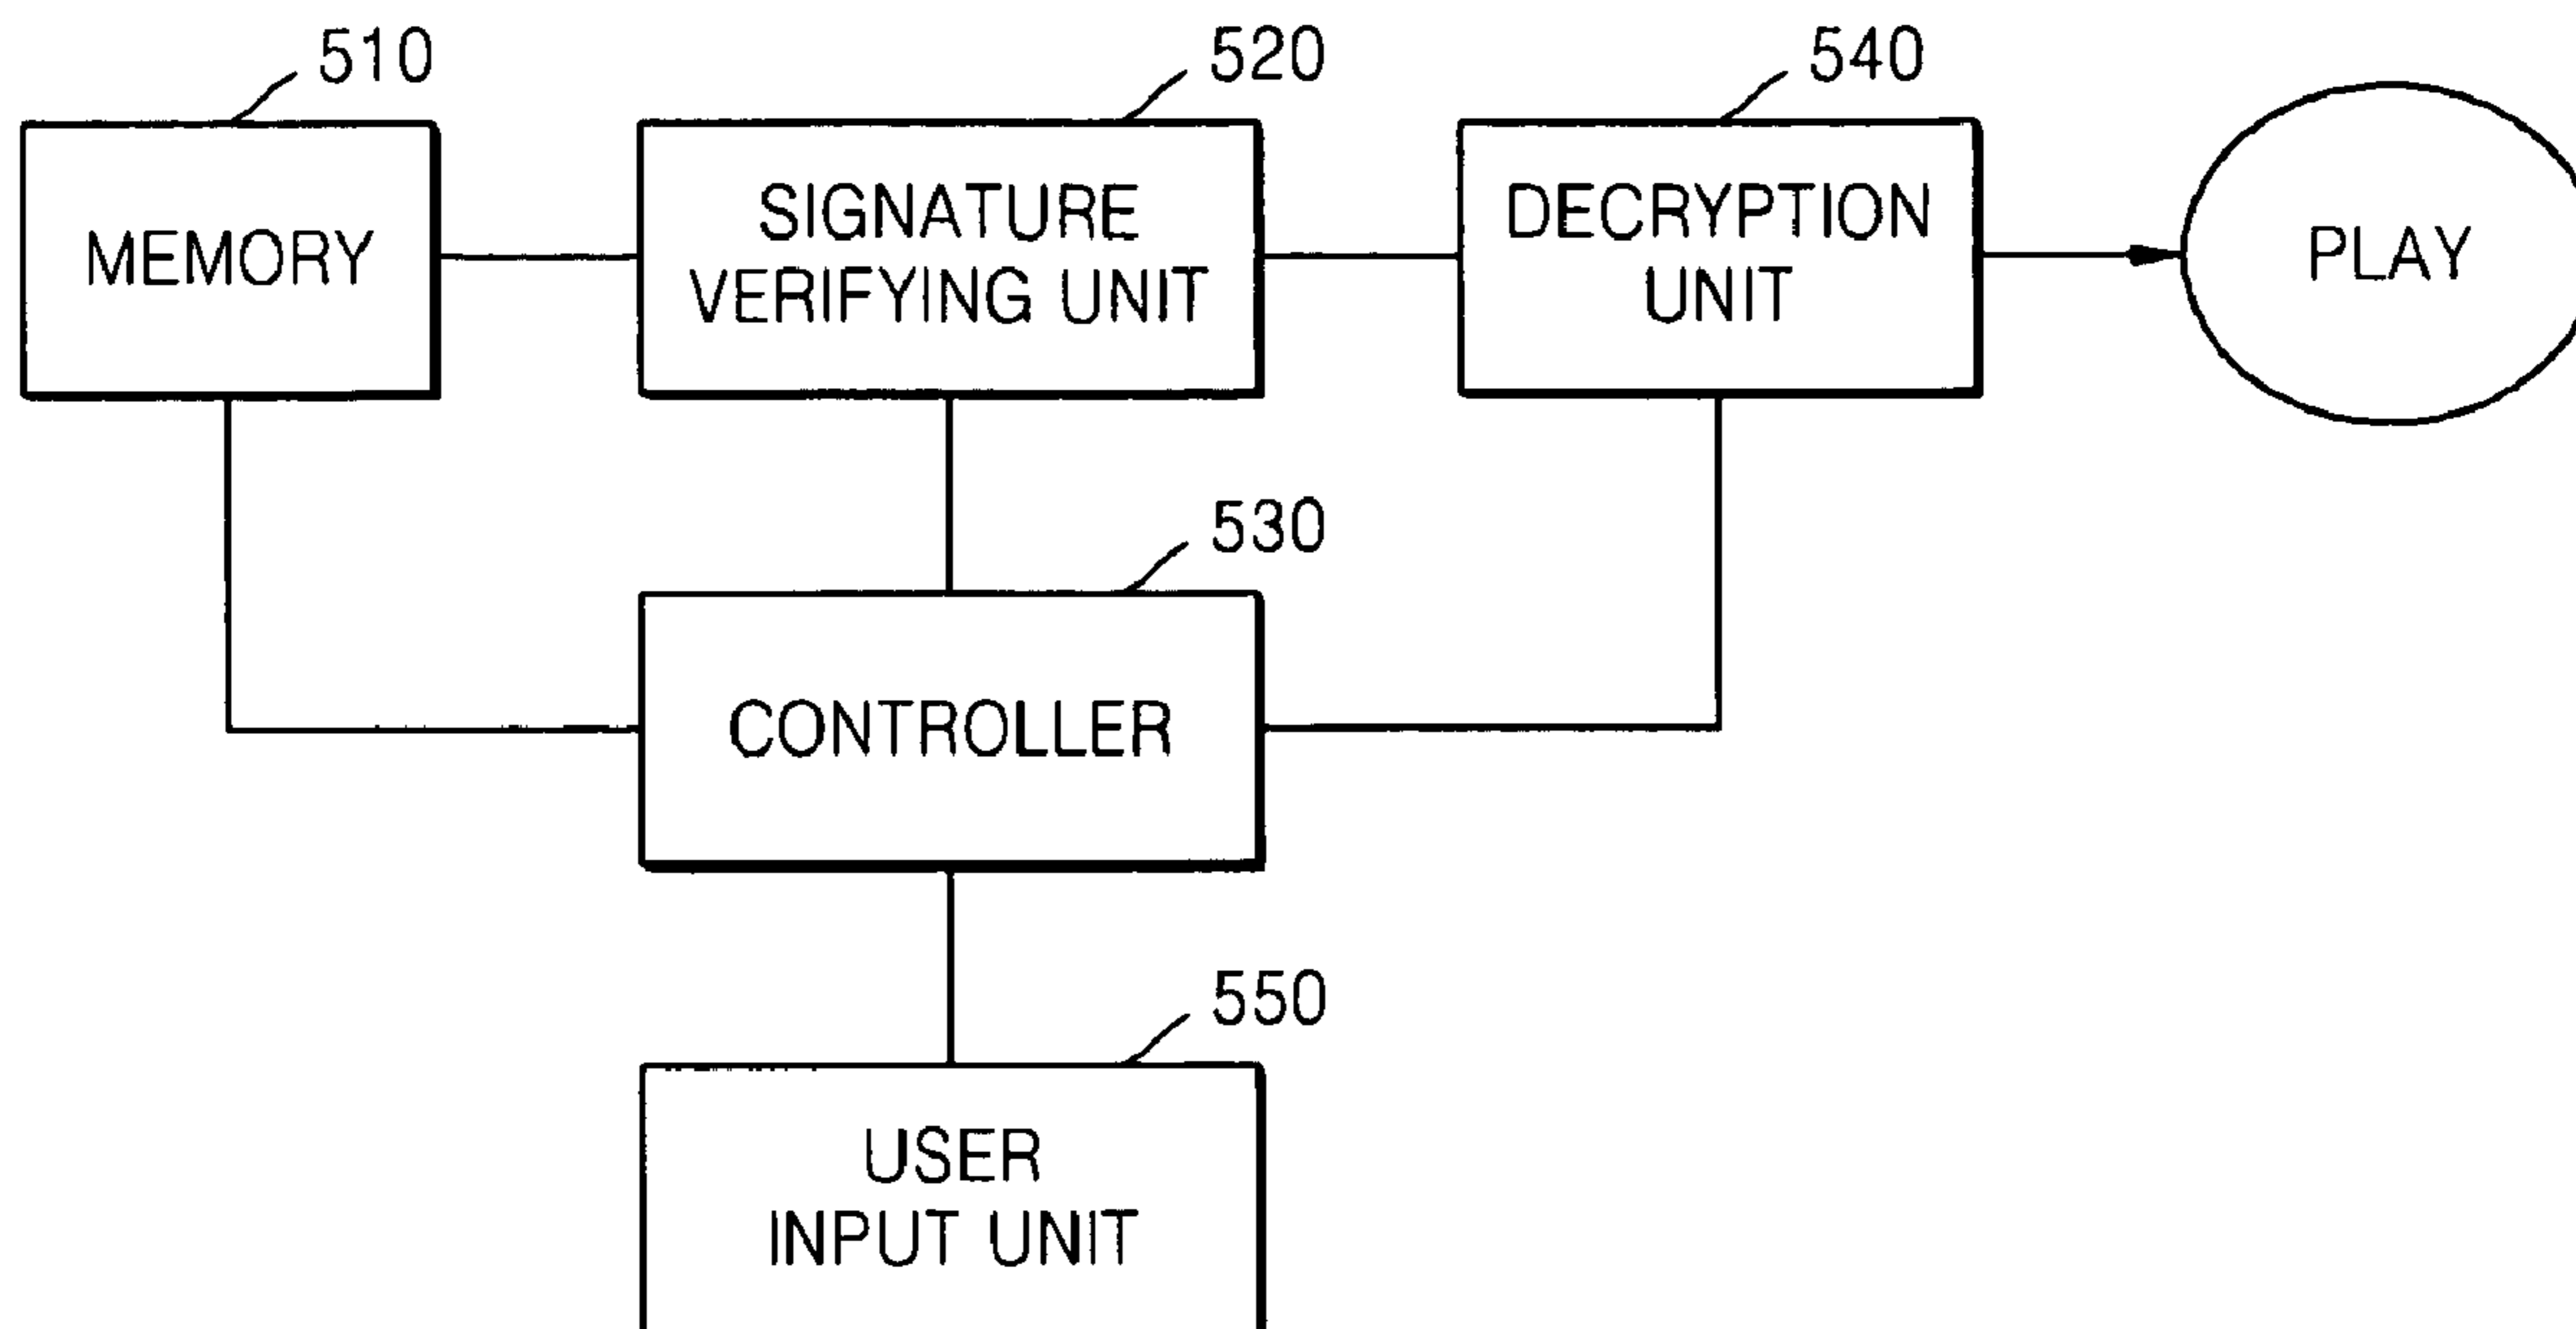 510
520
540
MEMORY
SIGNATURE
VERIFYING UNIT
DECRYPTION
UNIT
PLAY
530
CONTROLLER
550
USER
INPUT UNIT